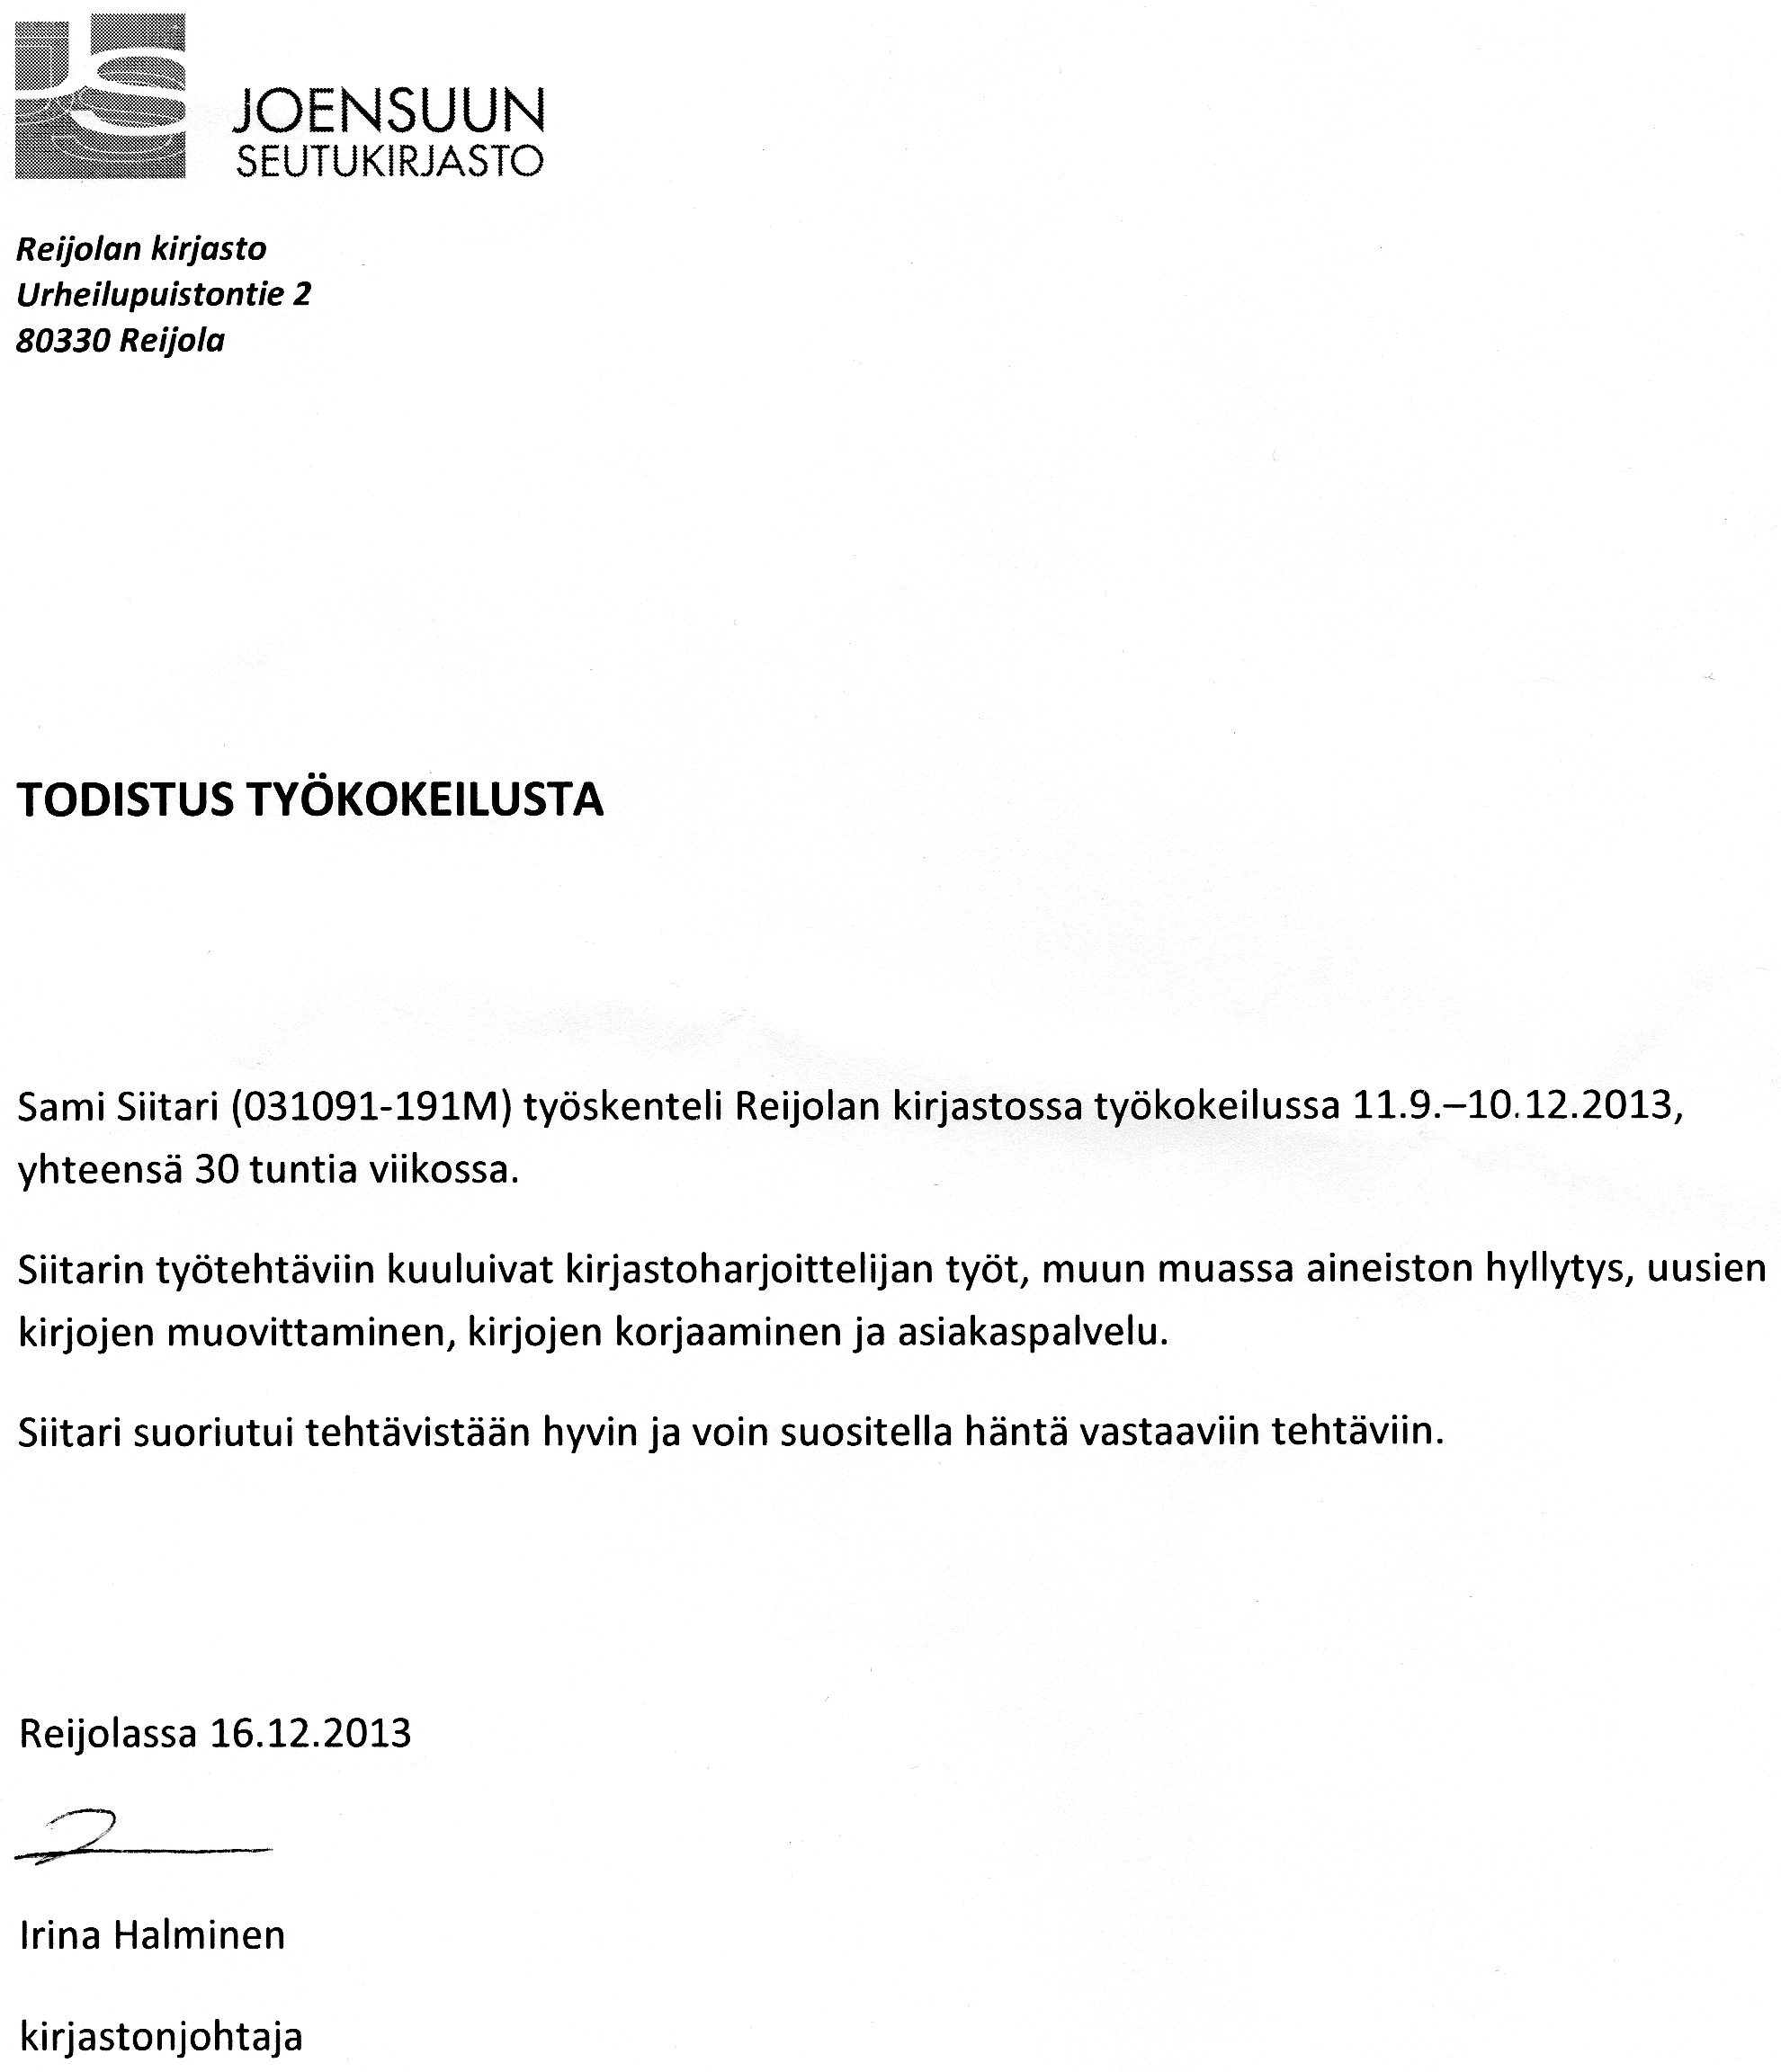 JS
JOENSUUN
SEUTUKIRJASTO
Reijolan kirjasto
Urheilupuistontie 2
80330 Reijola
TODISTUS TYÖKOKEILUSTA
Sami Siitari (031091-191M) työskenteli Reijolan kirjastossa työkokeilussa 11.9.–10.12.2013,
yhteensä 30 tuntia viikossa.
Siitarin työtehtäviin kuuluivat kirjastoharjoittelijan työt, muun muassa aineiston hyllytys, uusien
kirjojen muovittaminen, kirjojen korjaaminen ja asiakaspalvelu.
Siitari suoriutui tehtävistään hyvin ja voin suositella häntä vastaaviin tehtäviin.
Reijolassa 16.12.2013
Irina Halminen
kirjastonjohtaja